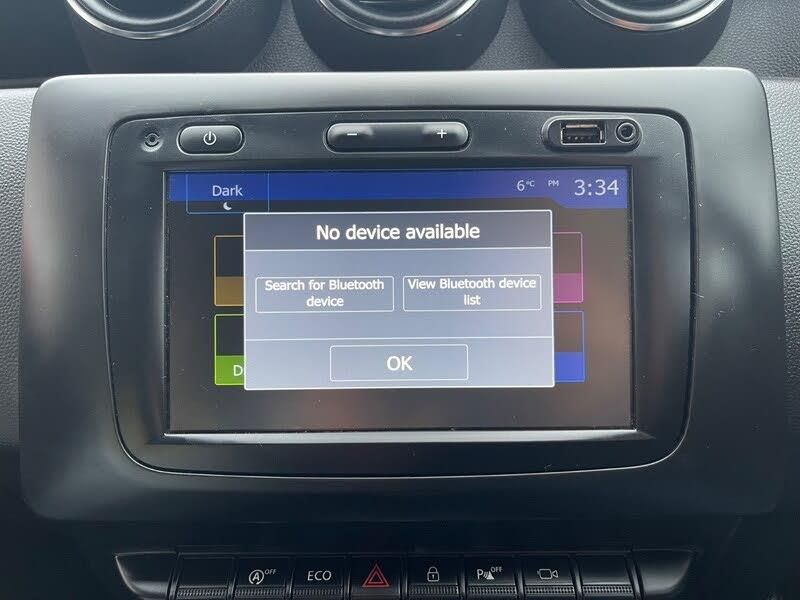 − +
Dark
6°C PM 3:34
No device available
Search for Bluetooth
device
View Bluetooth device
list
D
OK
A OFF
ECO
P OFF